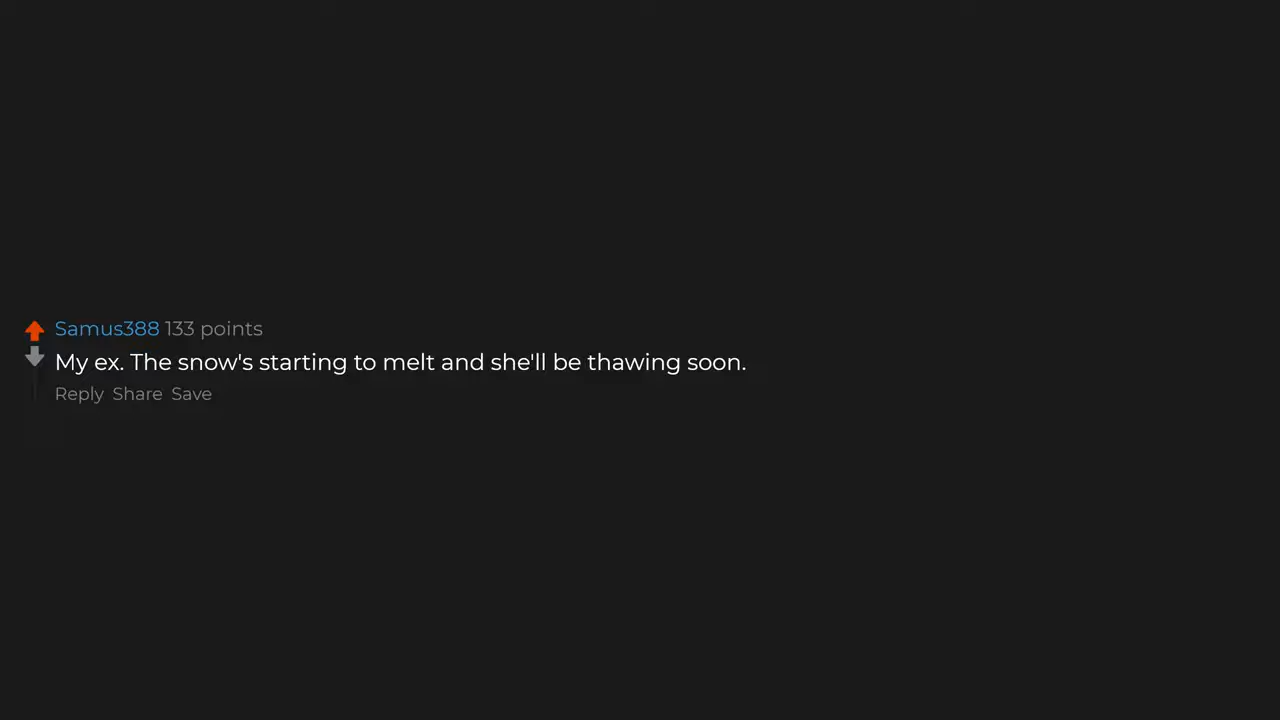 Samus388 133 points
My ex. The snow's starting to melt and she'll be thawing soon.
Reply Share Save